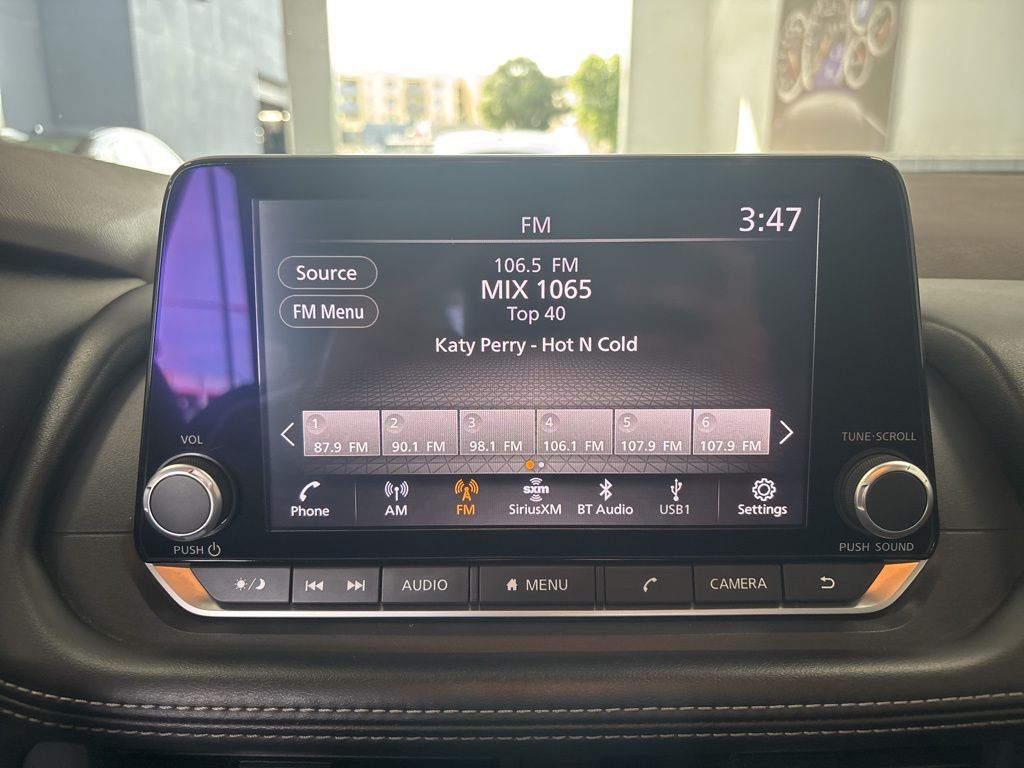 FM
3:47
Source
FM Menu
106.5 FM
MIX 1065
Top 40
Katy Perry - Hot N Cold
1 2 3 4 5 6
87.9 FM 90.1 FM 98.1 FM 106.1 FM 107.9 FM 107.9 FM
VOL
TUNE·SCROLL
sxm
Phone AM FM SiriusXM BT Audio USB1 Settings
PUSH
PUSH SOUND
AUDIO MENU CAMERA